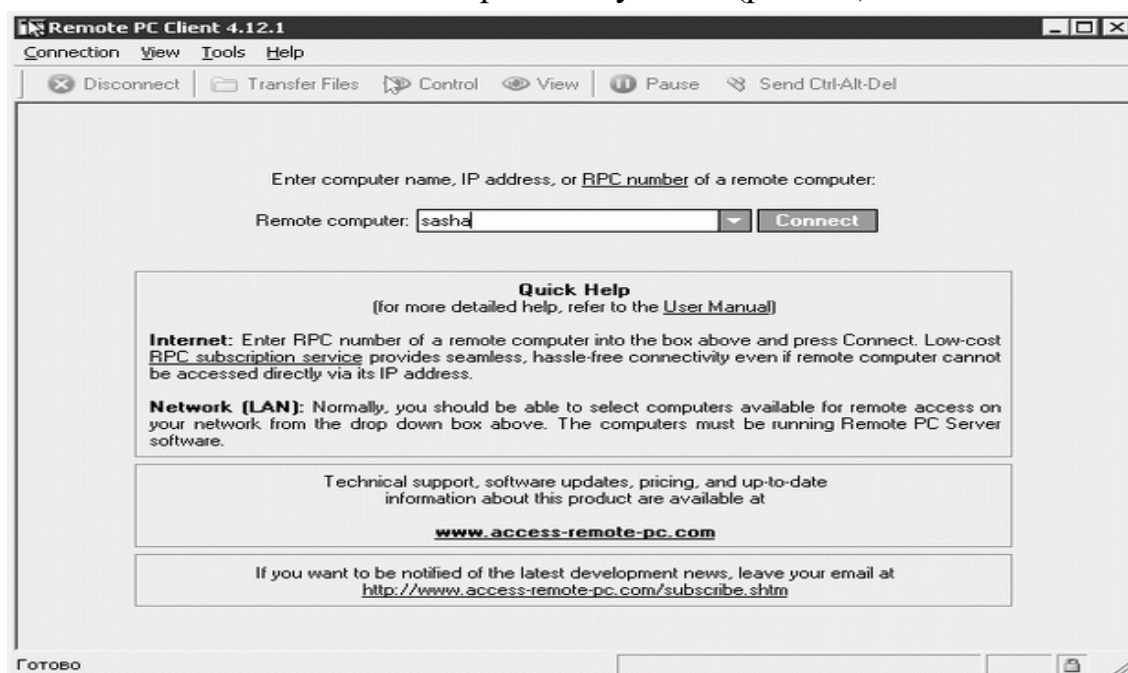 Remote PC Client 4.12.1
Connection View Tools Help
Disconnect Transfer Files Control View Pause Send Ctrl-Alt-Del
Enter computer name, IP address, or RPC number of a remote computer:
Remote computer: sasha Connect
Quick Help
(for more detailed help, refer to the User Manual)
Internet: Enter RPC number of a remote computer into the box above and press Connect. Low-cost
RPC subscription service provides seamless, hassle-free connectivity even if remote computer cannot
be accessed directly via its IP address.
Network (LAN): Normally, you should be able to select computers available for remote access on
your network from the drop down box above. The computers must be running Remote PC Server
software.
Technical support, software updates, pricing, and up-to-date
information about this product are available at
www.access-remote-pc.com
If you want to be notified of the latest development news, leave your email at
http://www.access-remote-pc.com/subscribe.shtm
Готово